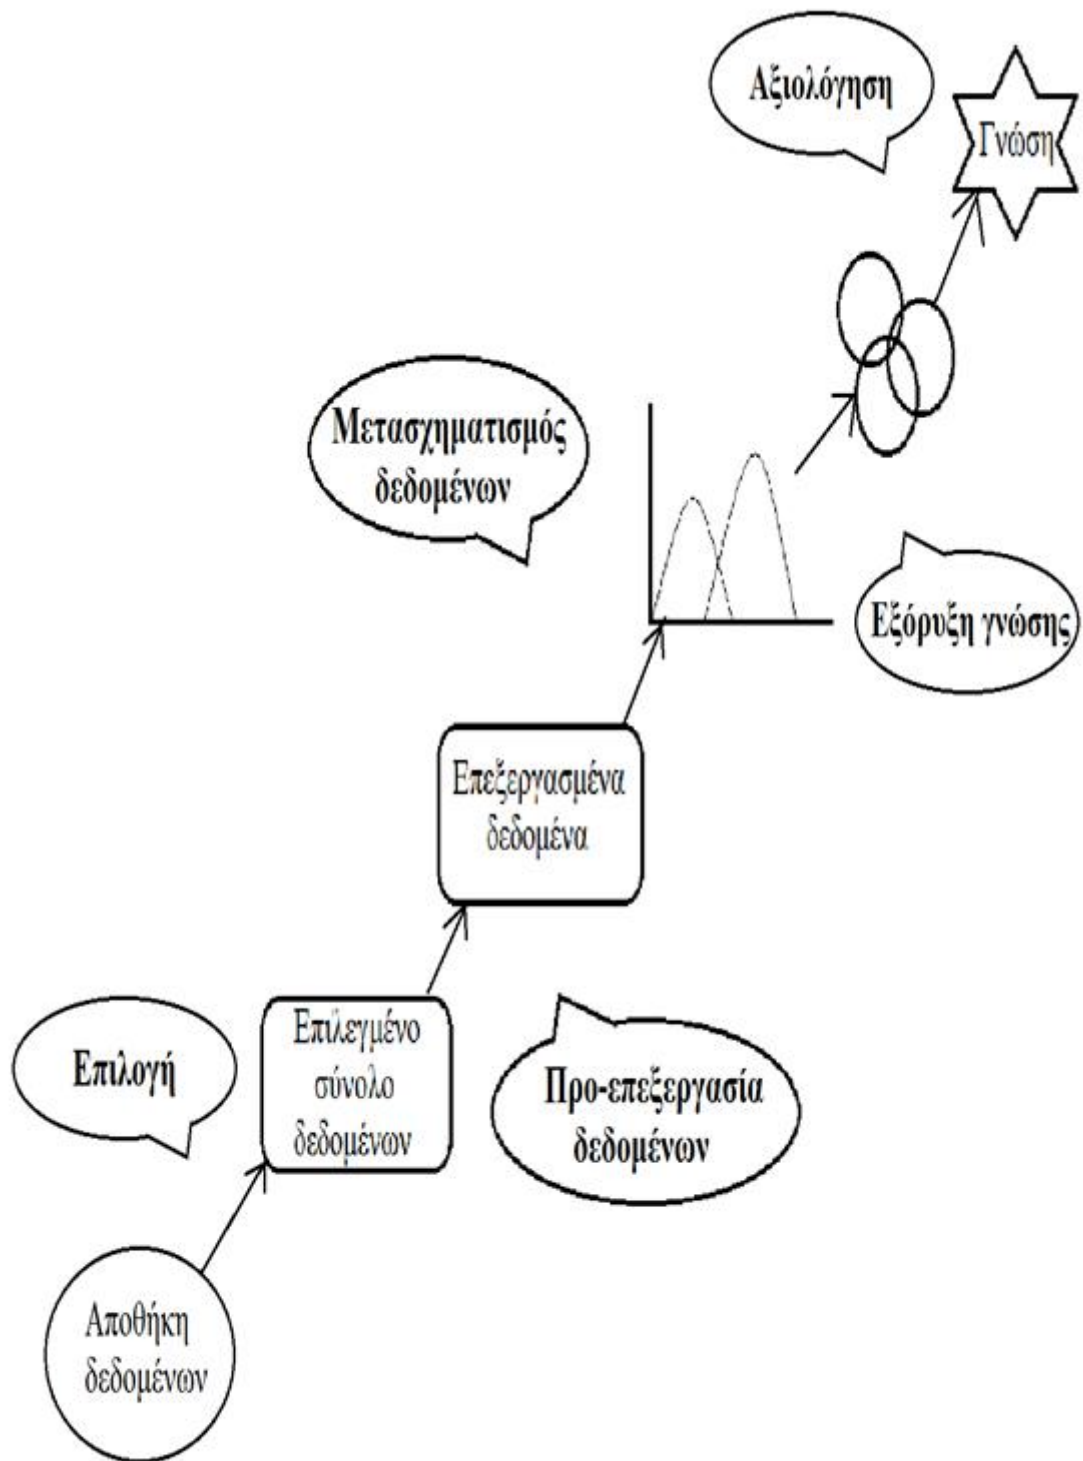 Αξιολόγηση
Γνώση
Μετασχηματισμός
δεδομένων
Εξόρυξη γνώσης
Επεξεργασμένα
δεδομένα
Επιλογή
Επιλεγμένο
σύνολο
δεδομένων
Προ-επεξεργασία
δεδομένων
Αποθήκη
δεδομένων